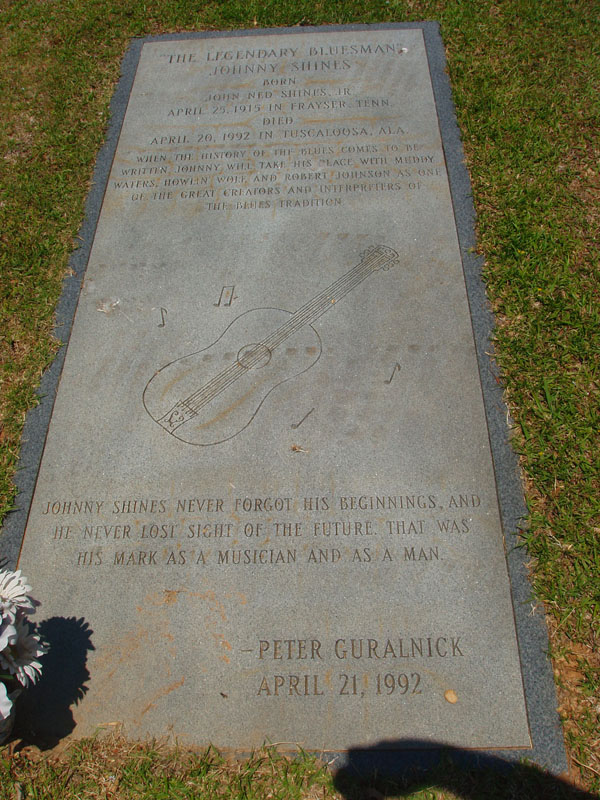 "THE LEGENDARY BLUESMAN"
JOHNNY SHINES
BORN
JOHN NED SHINES, JR.
APRIL 25, 1915 IN FRAYSER, TENN.
DIED
APRIL 20, 1992 IN TUSCALOOSA, ALA.
WHEN THE HISTORY OF THE BLUES COMES TO BE
WRITTEN, JOHNNY WILL TAKE HIS PLACE WITH MUDDY
WATERS, HOWLIN' WOLF, AND ROBERT JOHNSON AS ONE
OF THE GREAT CREATORS AND INTERPRETERS OF
THE BLUES TRADITION.
JOHNNY SHINES NEVER FORGOT HIS BEGINNINGS, AND
HE NEVER LOST SIGHT OF THE FUTURE. THAT WAS
HIS MARK AS A MUSICIAN AND AS A MAN.
–PETER GURALNICK
APRIL 21, 1992